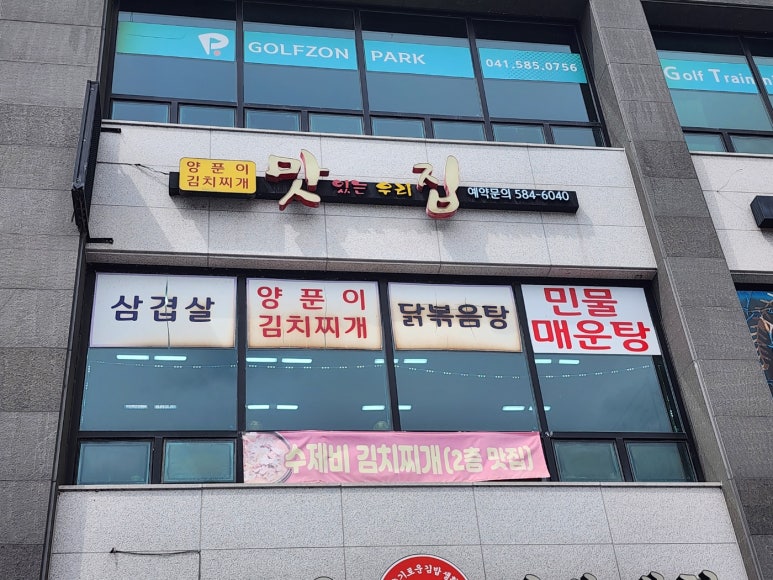 GOLFZON PARK 041.585.0756
Golf Train
양푼이
김치찌개
맛있는 우리집 예약문의 584-6040
삼겹살
양푼이
김치찌개
닭볶음탕
민물
매운탕
수제비 김치찌개(2층 맛집)